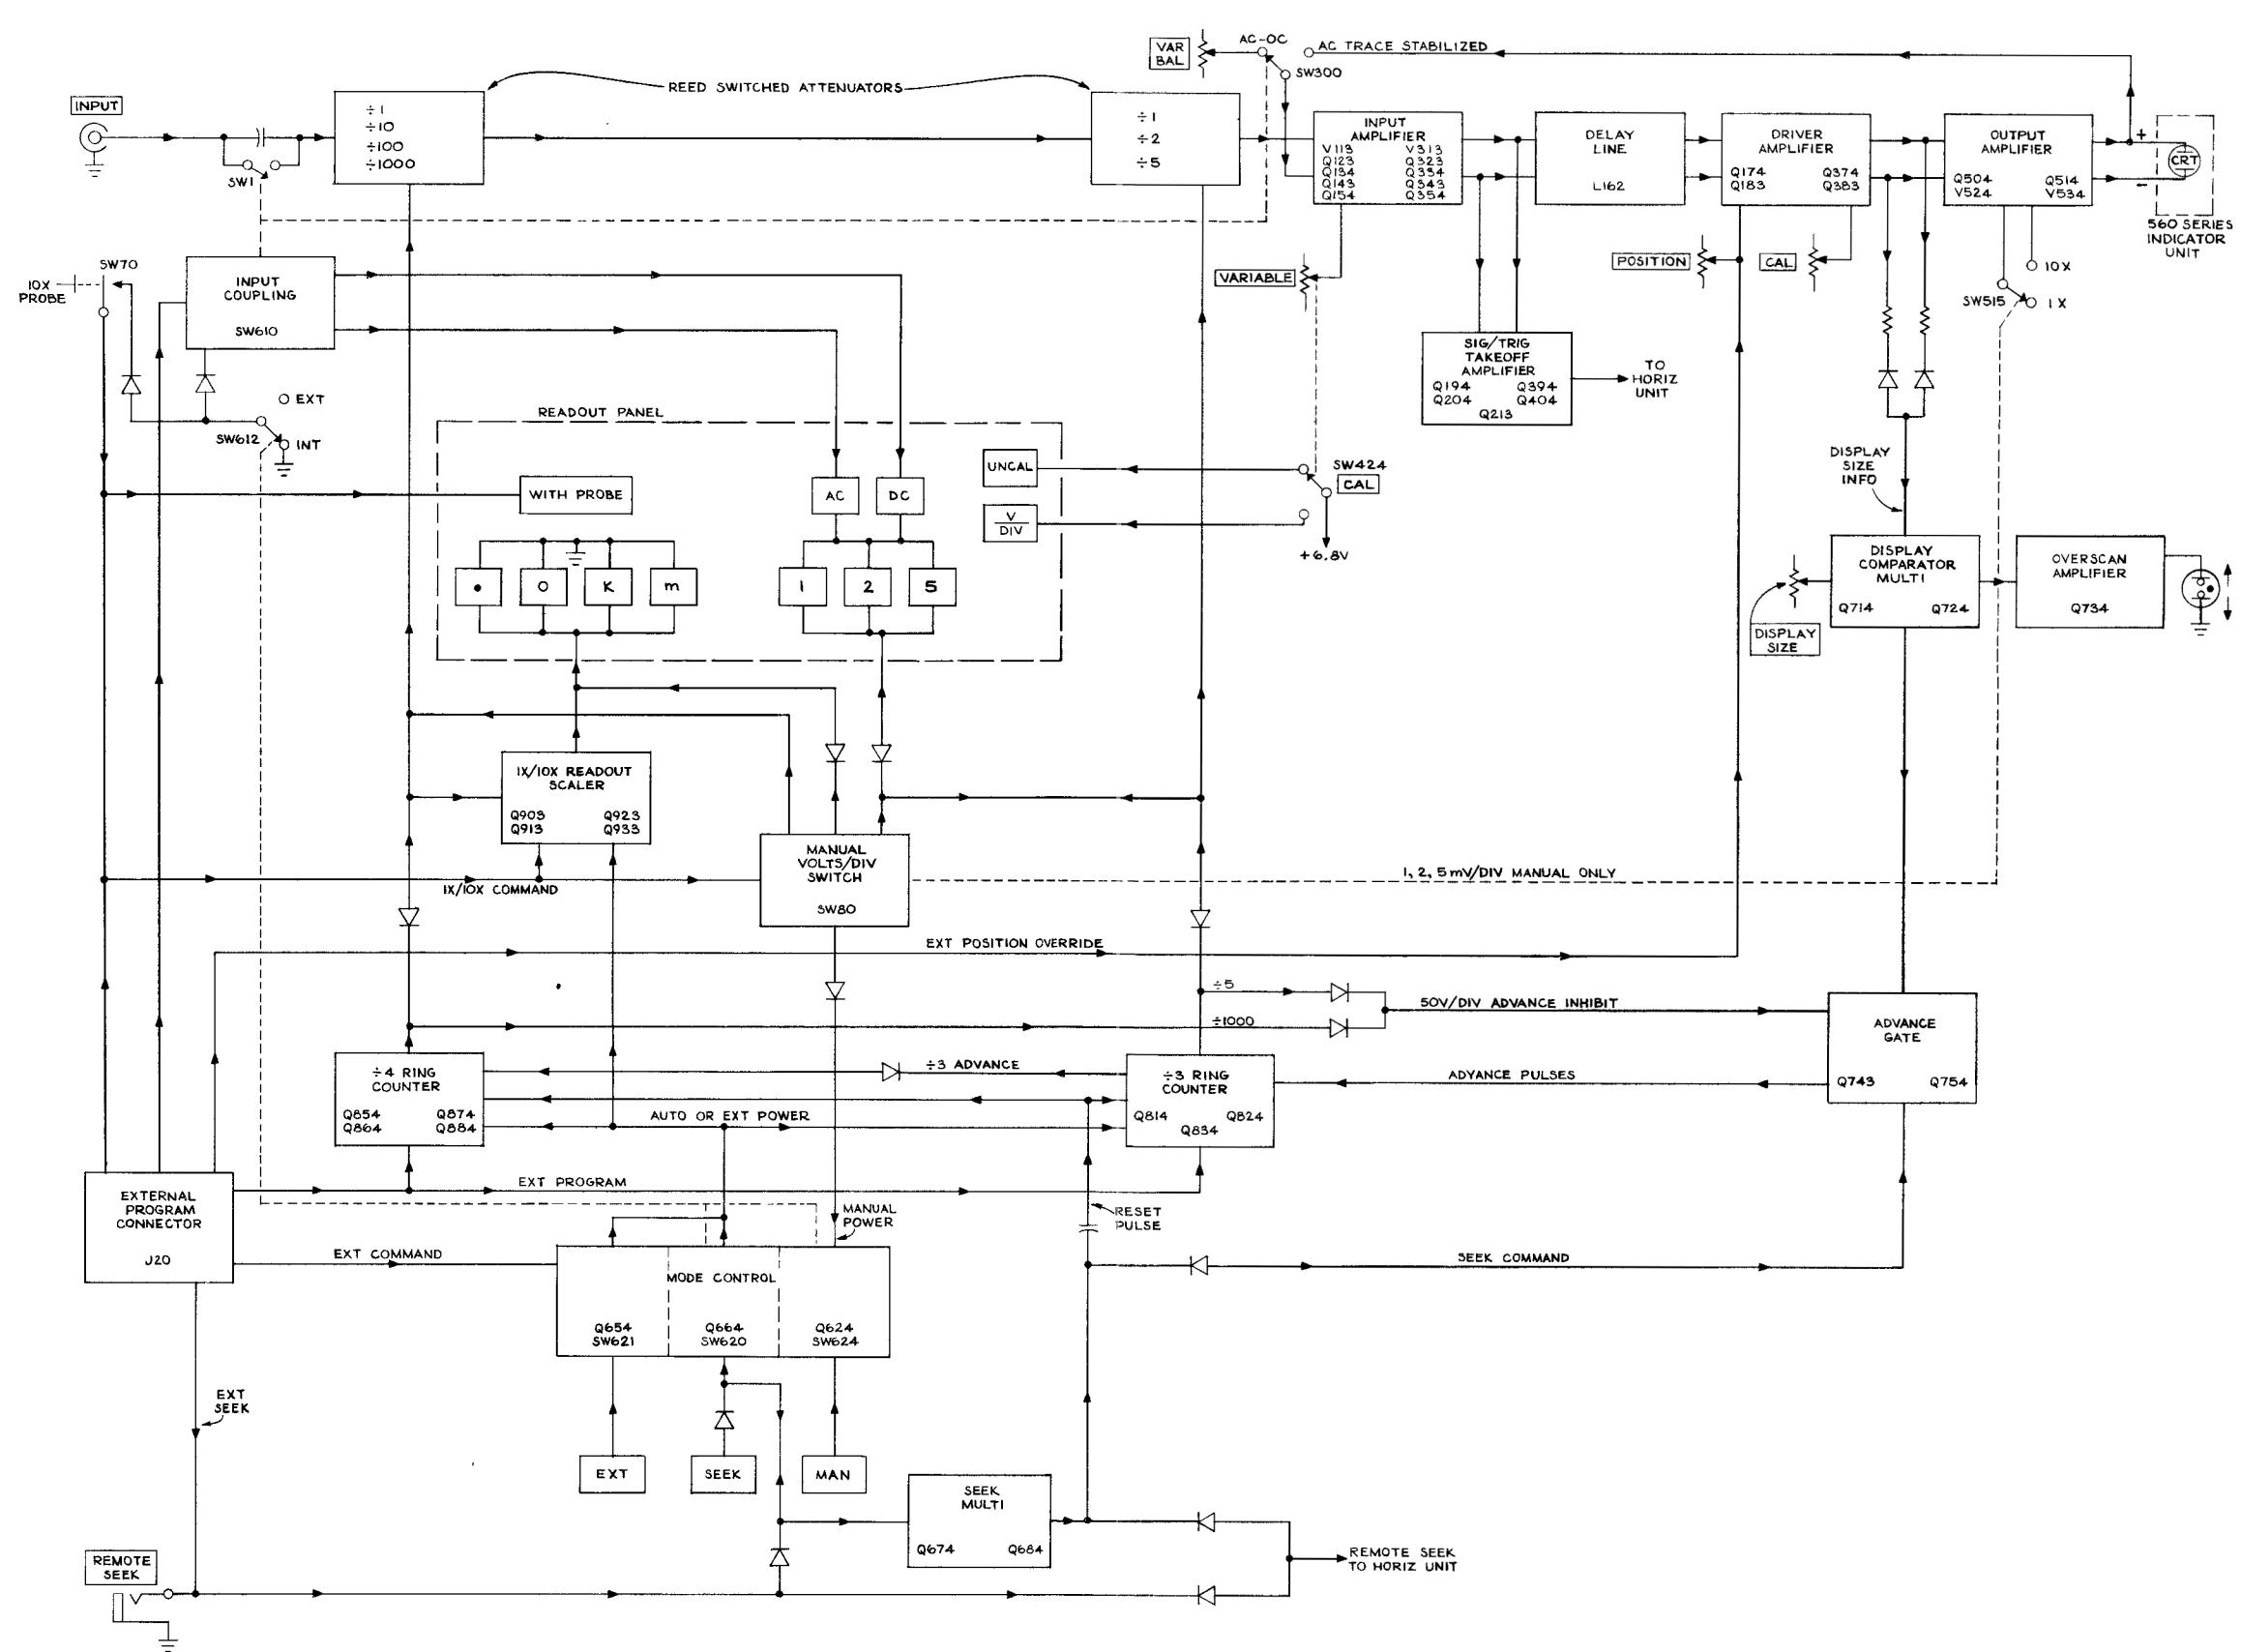 INPUT
SW1
÷1
÷10
÷100
÷1000
REED SWITCHED ATTENUATORS
÷1
÷2
÷5
VAR
BAL
AC-DC
AC TRACE STABILIZED
SW300
INPUT
AMPLIFIER
V113 V313
Q123 Q323
Q134 Q334
Q143 Q343
Q154 Q354
DELAY
LINE
L162
DRIVER
AMPLIFIER
Q174 Q374
Q183 Q383
OUTPUT
AMPLIFIER
Q504 Q514
V524 V534
+
-
CRT
560 SERIES
INDICATOR
UNIT
SW70
10X
PROBE
INPUT
COUPLING
SW610
EXT
SW612
INT
VARIABLE
POSITION
CAL
10X
SW515
1X
SIG/TRIG
TAKEOFF
AMPLIFIER
Q194 Q394
Q204 Q404
Q213
TO
HORIZ
UNIT
READOUT PANEL
WITH PROBE
AC
DC
UNCAL
V
DIV
SW424
CAL
+6.8V
•
0
K
m
1
2
5
DISPLAY
SIZE
INFO
DISPLAY
COMPARATOR
MULTI
Q714 Q724
OVERSCAN
AMPLIFIER
Q734
DISPLAY
SIZE
1X/10X READOUT
SCALER
Q903 Q923
Q913 Q933
MANUAL
VOLTS/DIV
SWITCH
SW80
1X/10X COMMAND
1, 2, 5mV/DIV MANUAL ONLY
EXT POSITION OVERRIDE
÷5
÷1000
50V/DIV ADVANCE INHIBIT
ADVANCE
GATE
Q743 Q754
÷4 RING
COUNTER
Q854 Q874
Q864 Q884
÷3 ADVANCE
÷3 RING
COUNTER
Q814 Q824
Q834
ADVANCE PULSES
AUTO OR EXT POWER
EXTERNAL
PROGRAM
CONNECTOR
J20
EXT PROGRAM
MANUAL
POWER
RESET
PULSE
EXT COMMAND
MODE CONTROL
Q654 Q664 Q624
SW621 SW620 SW624
SEEK COMMAND
EXT
SEEK
EXT
SEEK
MAN
SEEK
MULTI
Q674 Q684
REMOTE
SEEK
REMOTE SEEK
TO HORIZ UNIT